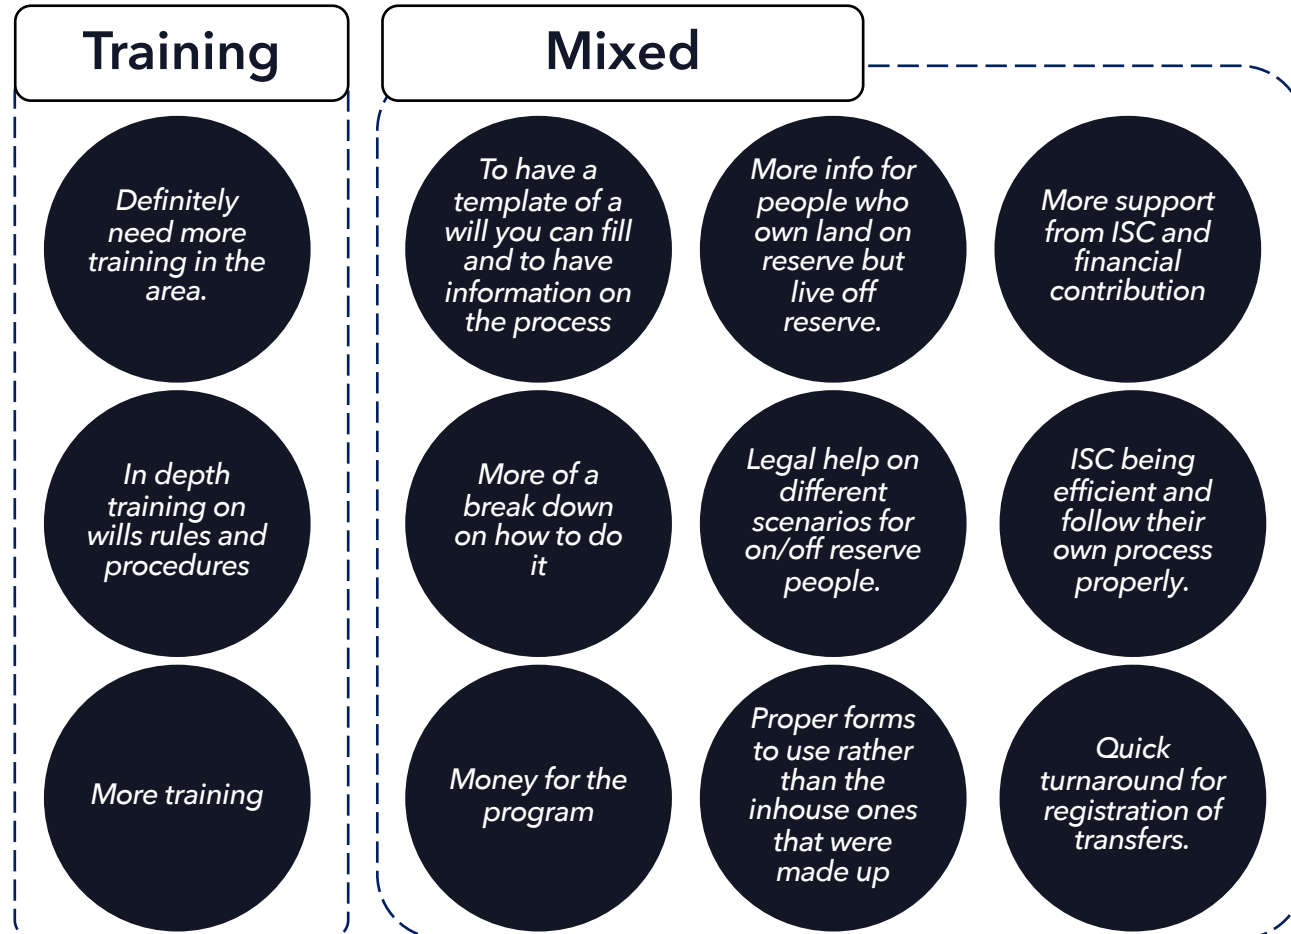 Training
Definitely
need more
training in the
area.
In depth
training on
wills rules and
procedures
More training
Mixed
To have a
template of a
will you can fill
and to have
information on
the process
More info for
people who
own land on
reserve but
live off
reserve.
More support
from ISC and
financial
contribution
More of a
break down
on how to do
it
Legal help on
different
scenarios for
on/off reserve
people.
ISC being
efficient and
follow their
own process
properly.
Money for the
program
Proper forms
to use rather
than the
inhouse ones
that were
made up
Quick
turnaround for
registration of
transfers.